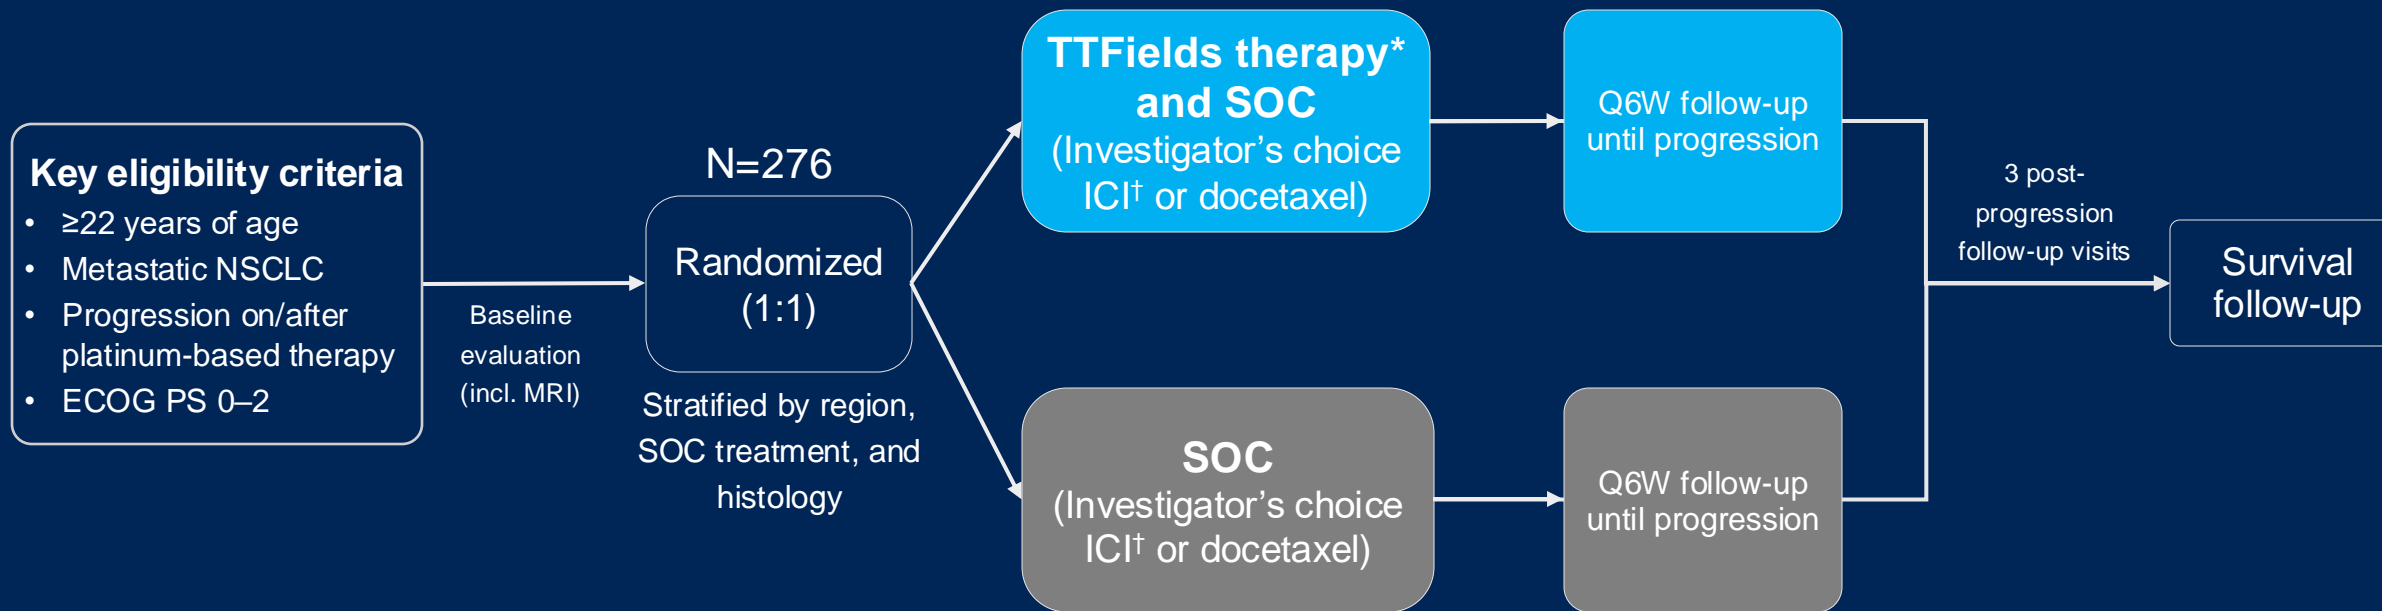 Key eligibility criteria
• ≥22 years of age
• Metastatic NSCLC
• Progression on/after
platinum-based therapy
• ECOG PS 0–2
Baseline
evaluation
(incl. MRI)
N=276
Randomized
(1:1)
Stratified by region,
SOC treatment, and
histology
TTFields therapy*
and SOC
(Investigator’s choice
ICI† or docetaxel)
Q6W follow-up
until progression
SOC
(Investigator’s choice
ICI† or docetaxel)
Q6W follow-up
until progression
3 post-
progression
follow-up visits
Survival
follow-up